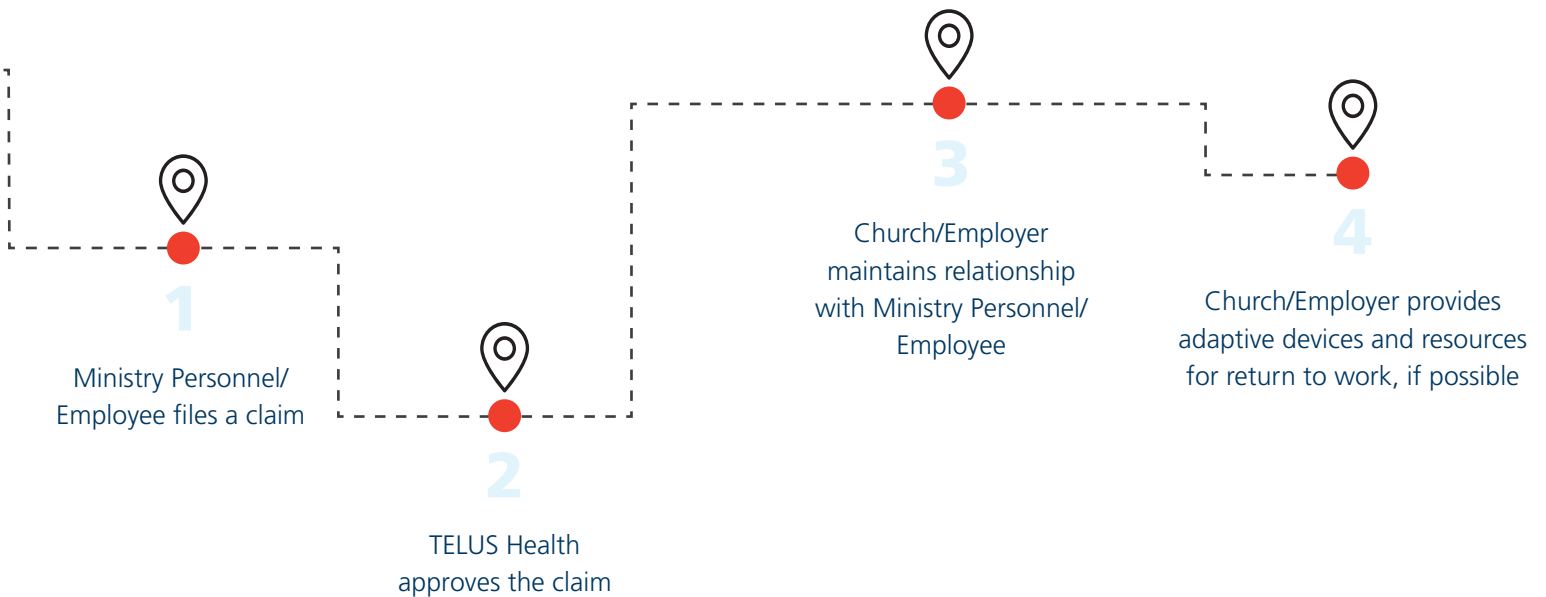 1
Ministry Personnel/
Employee files a claim
2
TELUS Health
approves the claim
3
Church/Employer
maintains relationship
with Ministry Personnel/
Employee
4
Church/Employer provides
adaptive devices and resources
for return to work, if possible